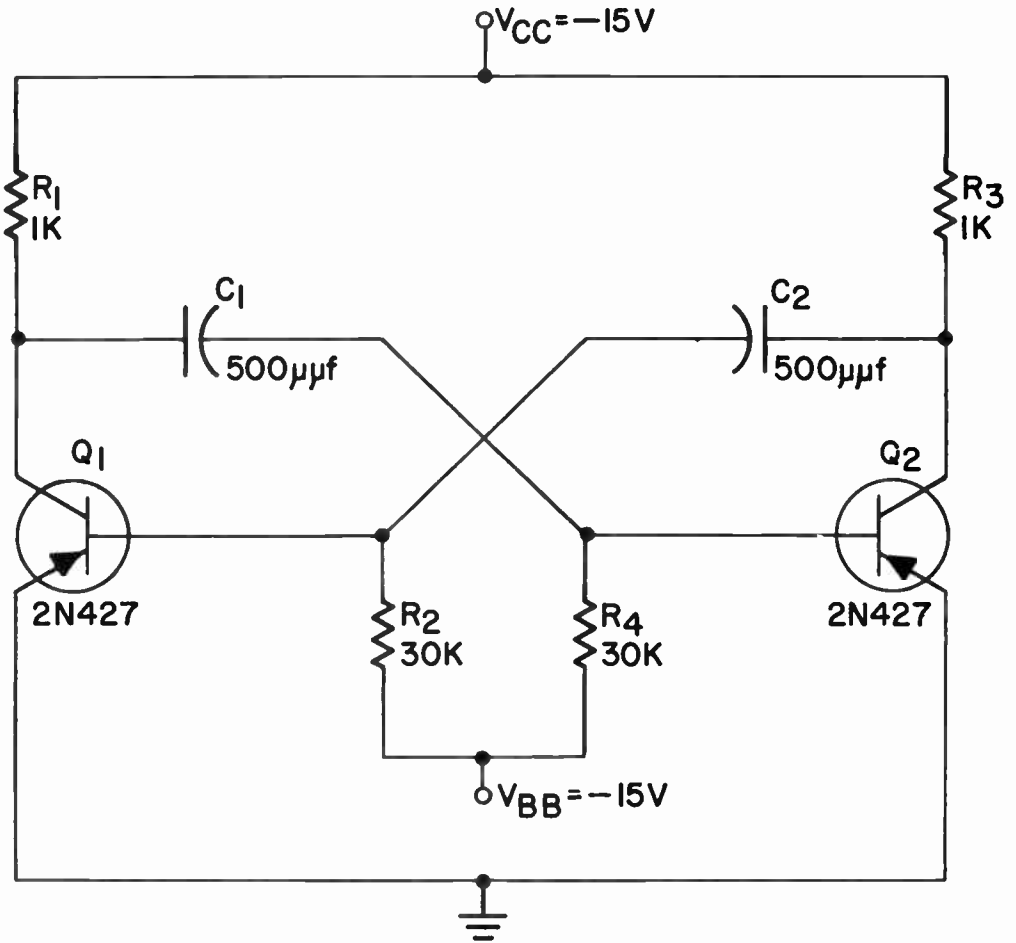 VCC=−15V
R1
1K
R3
1K
C1
500μμf
C2
500μμf
Q1
2N427
Q2
2N427
R2
30K
R4
30K
VBB=−15V